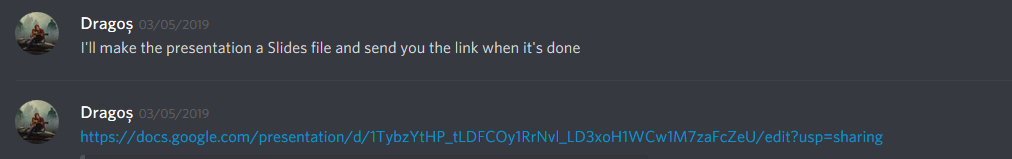 Dragoș 03/05/2019
I'll make the presentation a Slides file and send you the link when it's done
Dragoș 03/05/2019
https://docs.google.com/presentation/d/1TybzYtHP_tLDFCOy1RrNvl_LD3xoH1WCw1M7zaFcZeU/edit?usp=sharing